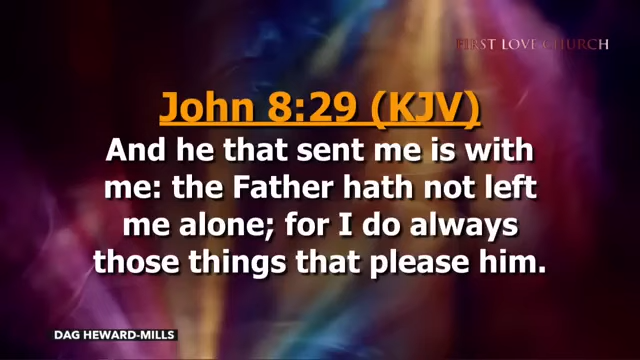 FIRST LOVE CHURCH
John 8:29 (KJV)
And he that sent me is with
me: the Father hath not left
me alone; for I do always
those things that please him.
DAG HEWARD-MILLS